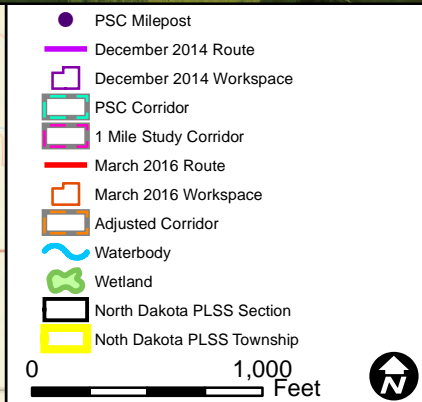 PSC Milepost
December 2014 Route
December 2014 Workspace
PSC Corridor
1 Mile Study Corridor
March 2016 Route
March 2016 Workspace
Adjusted Corridor
Waterbody
Wetland
North Dakota PLSS Section
Noth Dakota PLSS Township
0 1,000
Feet
N